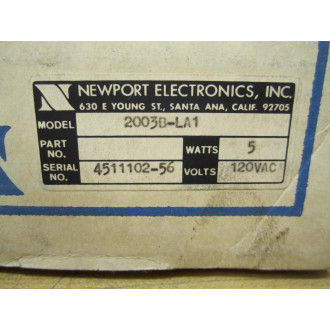 N NEWPORT ELECTRONICS, INC.
630 E YOUNG ST., SANTA ANA, CALIF. 92705
MODEL 2003B-LA1
PART NO. WATTS 5
SERIAL NO. 4511102-56 VOLTS 120VAC